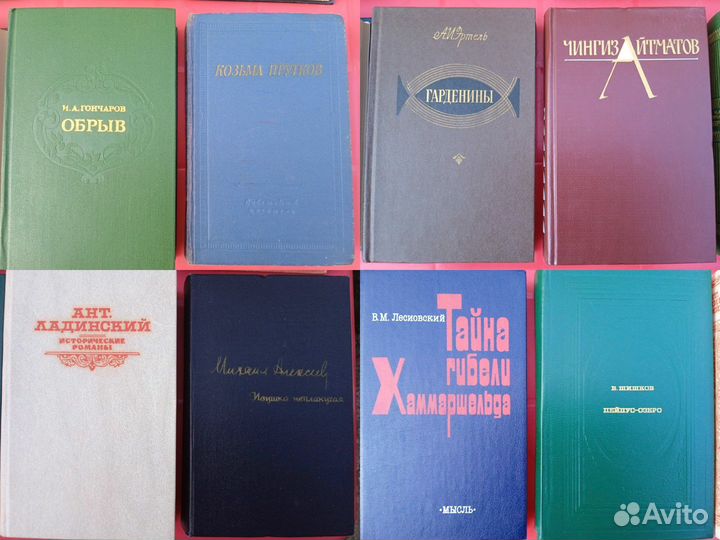 И. А. ГОНЧАРОВ
ОБРЫВ
КОЗЬМА ПРУТКОВ
А.И.Эртель
ГАРДЕНИНЫ
ЧИНГИЗ АЙТМАТОВ
АНТ.
ЛАДИНСКИЙ
ИСТОРИЧЕСКИЕ
РОМАНЫ
Михаил Алексеев
Ивушка неплакучая
В. М. Лесиовский
Тайна
гибели
Хаммаршельда
•МЫСЛЬ•
В. ШИШКОВ
ПЕЙПУС-ОЗЕРО
Avito